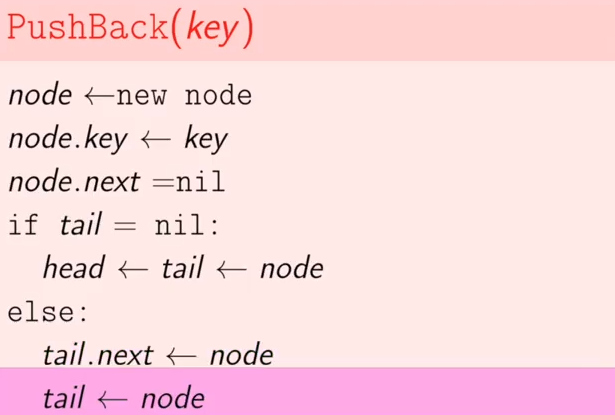 PushBack(key)
node ←new node
node.key ← key
node.next =nil
if tail = nil:
head ← tail ← node
else:
tail.next ← node
tail ← node